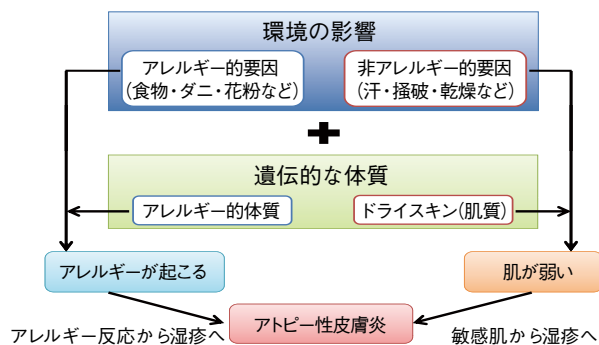 環境の影響
アレルギー的要因
(食物・ダニ・花粉など)
非アレルギー的要因
(汗・掻破・乾燥など)
+
遺伝的な体質
アレルギー的体質
ドライスキン(肌質)
アレルギーが起こる
肌が弱い
アトピー性皮膚炎
アレルギー反応から湿疹へ
敏感肌から湿疹へ